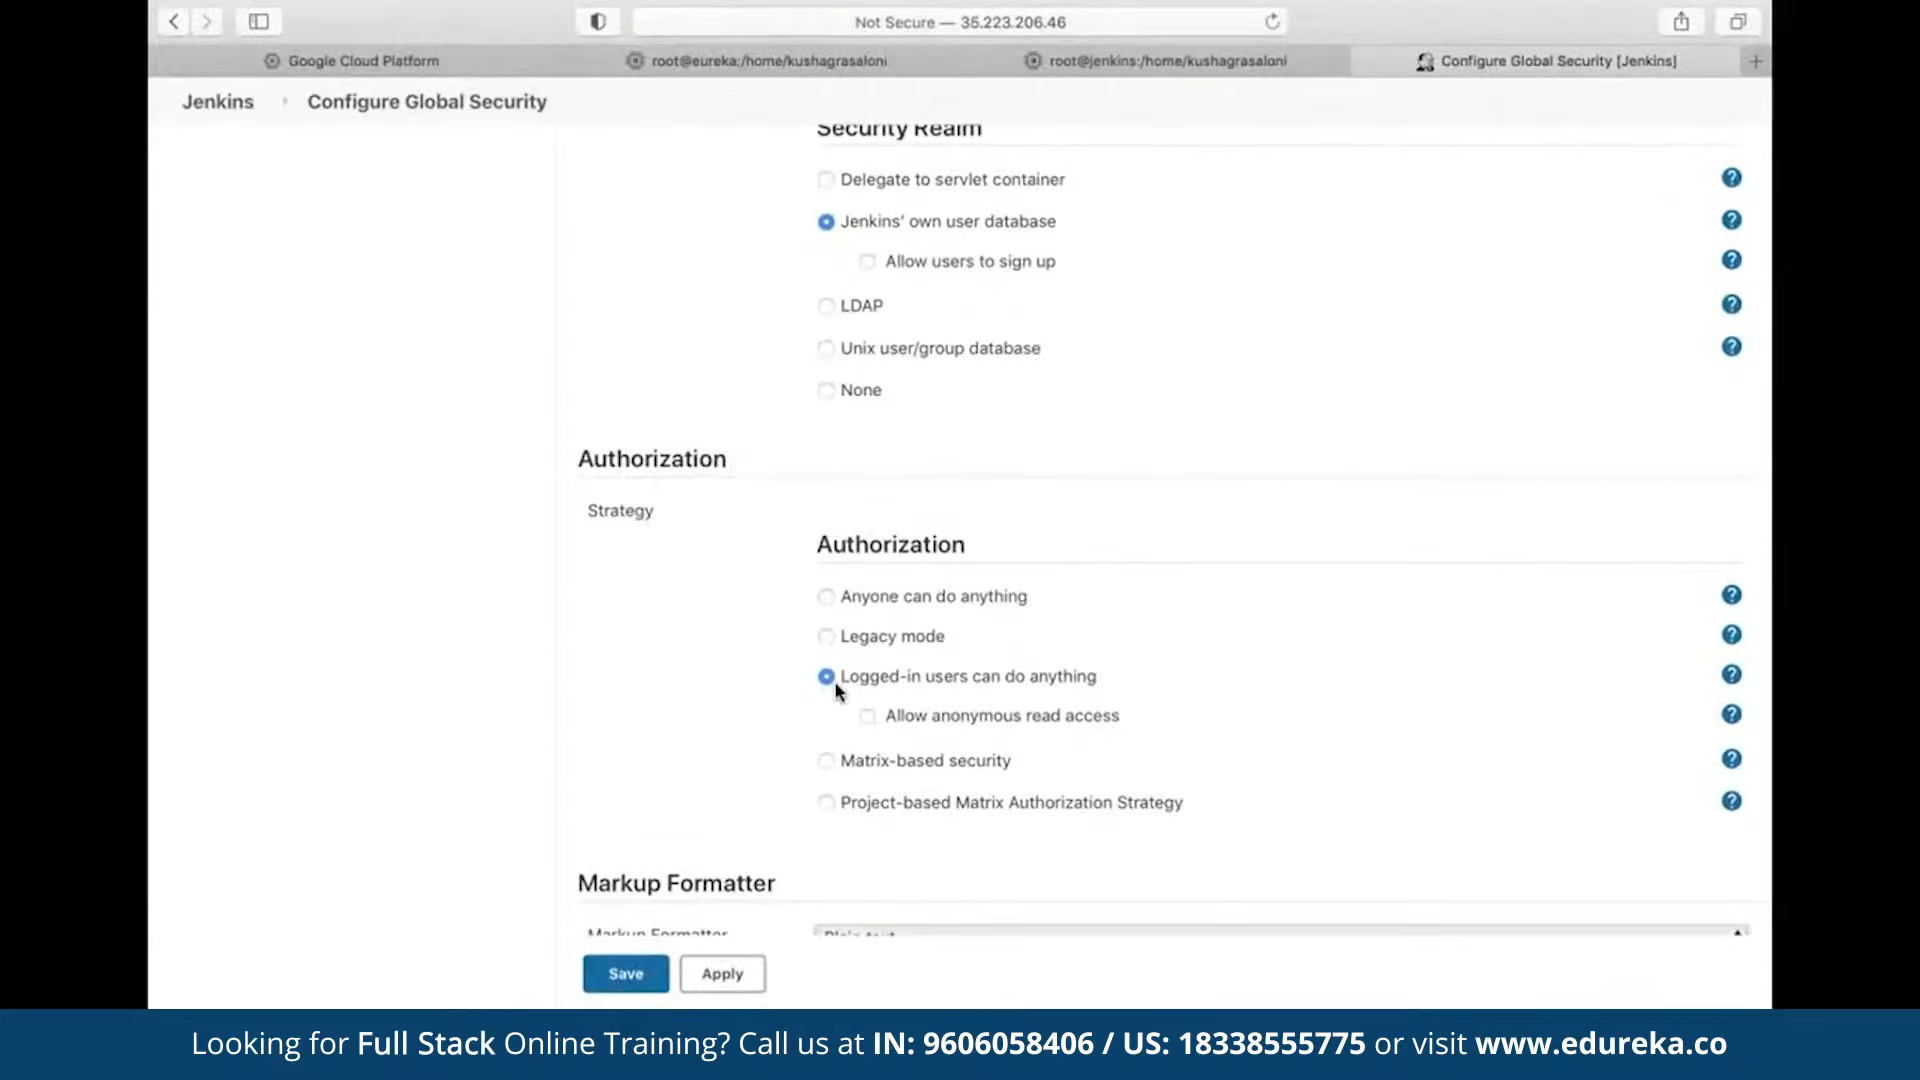 Not Secure — 35.223.206.46
Google Cloud Platform
root@eureka:/home/kushagrasaloni
root@jenkins:/home/kushagrasaloni
Configure Global Security [Jenkins]
Jenkins
Configure Global Security
Security Realm
Delegate to servlet container
Jenkins' own user database
Allow users to sign up
LDAP
Unix user/group database
None
Authorization
Strategy
Authorization
Anyone can do anything
Legacy mode
Logged-in users can do anything
Allow anonymous read access
Matrix-based security
Project-based Matrix Authorization Strategy
Markup Formatter
Markup Formatter
Plain text
Save
Apply
Looking for Full Stack Online Training? Call us at IN: 9606058406 / US: 18338555775 or visit www.edureka.co